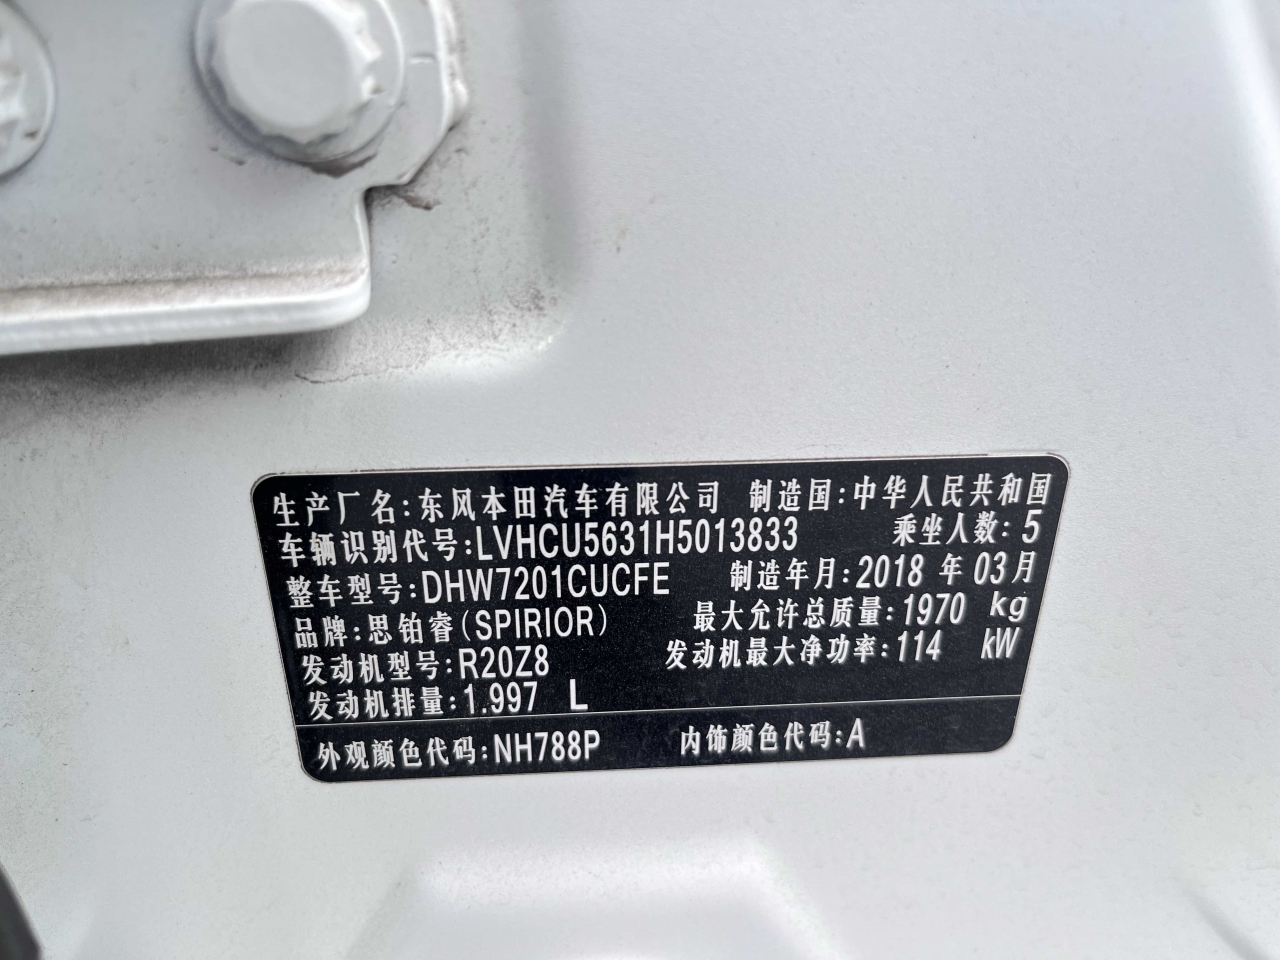 生产厂名:东风本田汽车有限公司 制造国:中华人民共和国
车辆识别代号:LVHCU5631H5013833 乘坐人数:5
整车型号:DHW7201CUCFE 制造年月:2018 年 03月
品牌:思铂睿(SPIRIOR) 最大允许总质量:1970 kg
发动机型号:R20Z8 发动机最大净功率:114 kW
发动机排量:1.997 L
外观颜色代码:NH788P 内饰颜色代码:A